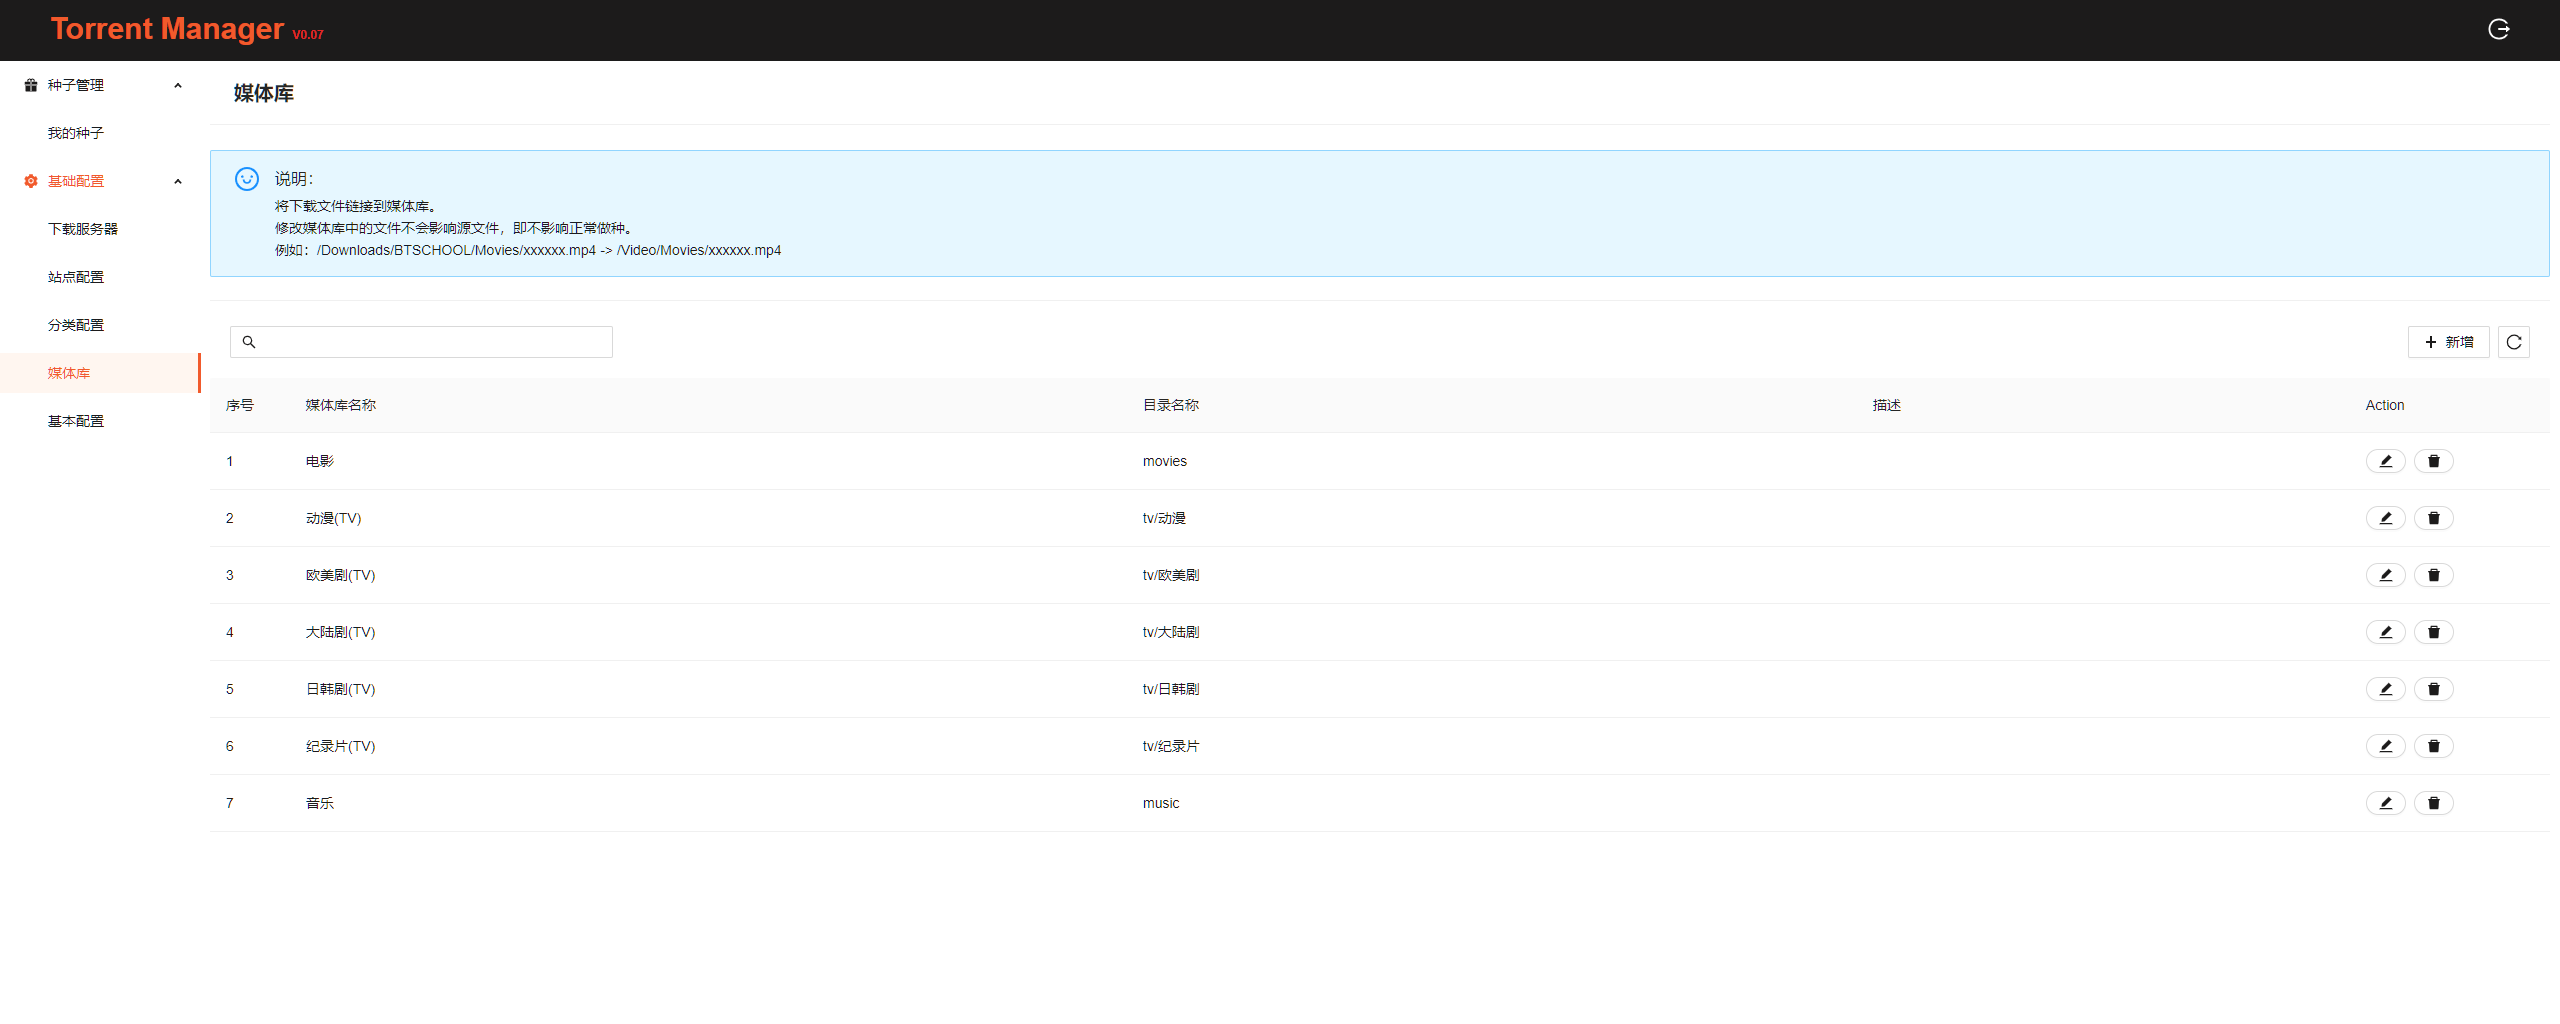 Torrent Manager V0.07
种子管理
我的种子
基础配置
下载服务器
站点配置
分类配置
媒体库
基本配置
媒体库
说明：
将下载文件链接到媒体库。
修改媒体库中的文件不会影响源文件，即不影响正常做种。
例如：/Downloads/BTSCHOOL/Movies/xxxxxx.mp4 -> /Video/Movies/xxxxxx.mp4
新增
序号 媒体库名称 目录名称 描述 Action
1 电影 movies
2 动漫(TV) tv/动漫
3 欧美剧(TV) tv/欧美剧
4 大陆剧(TV) tv/大陆剧
5 日韩剧(TV) tv/日韩剧
6 纪录片(TV) tv/纪录片
7 音乐 music